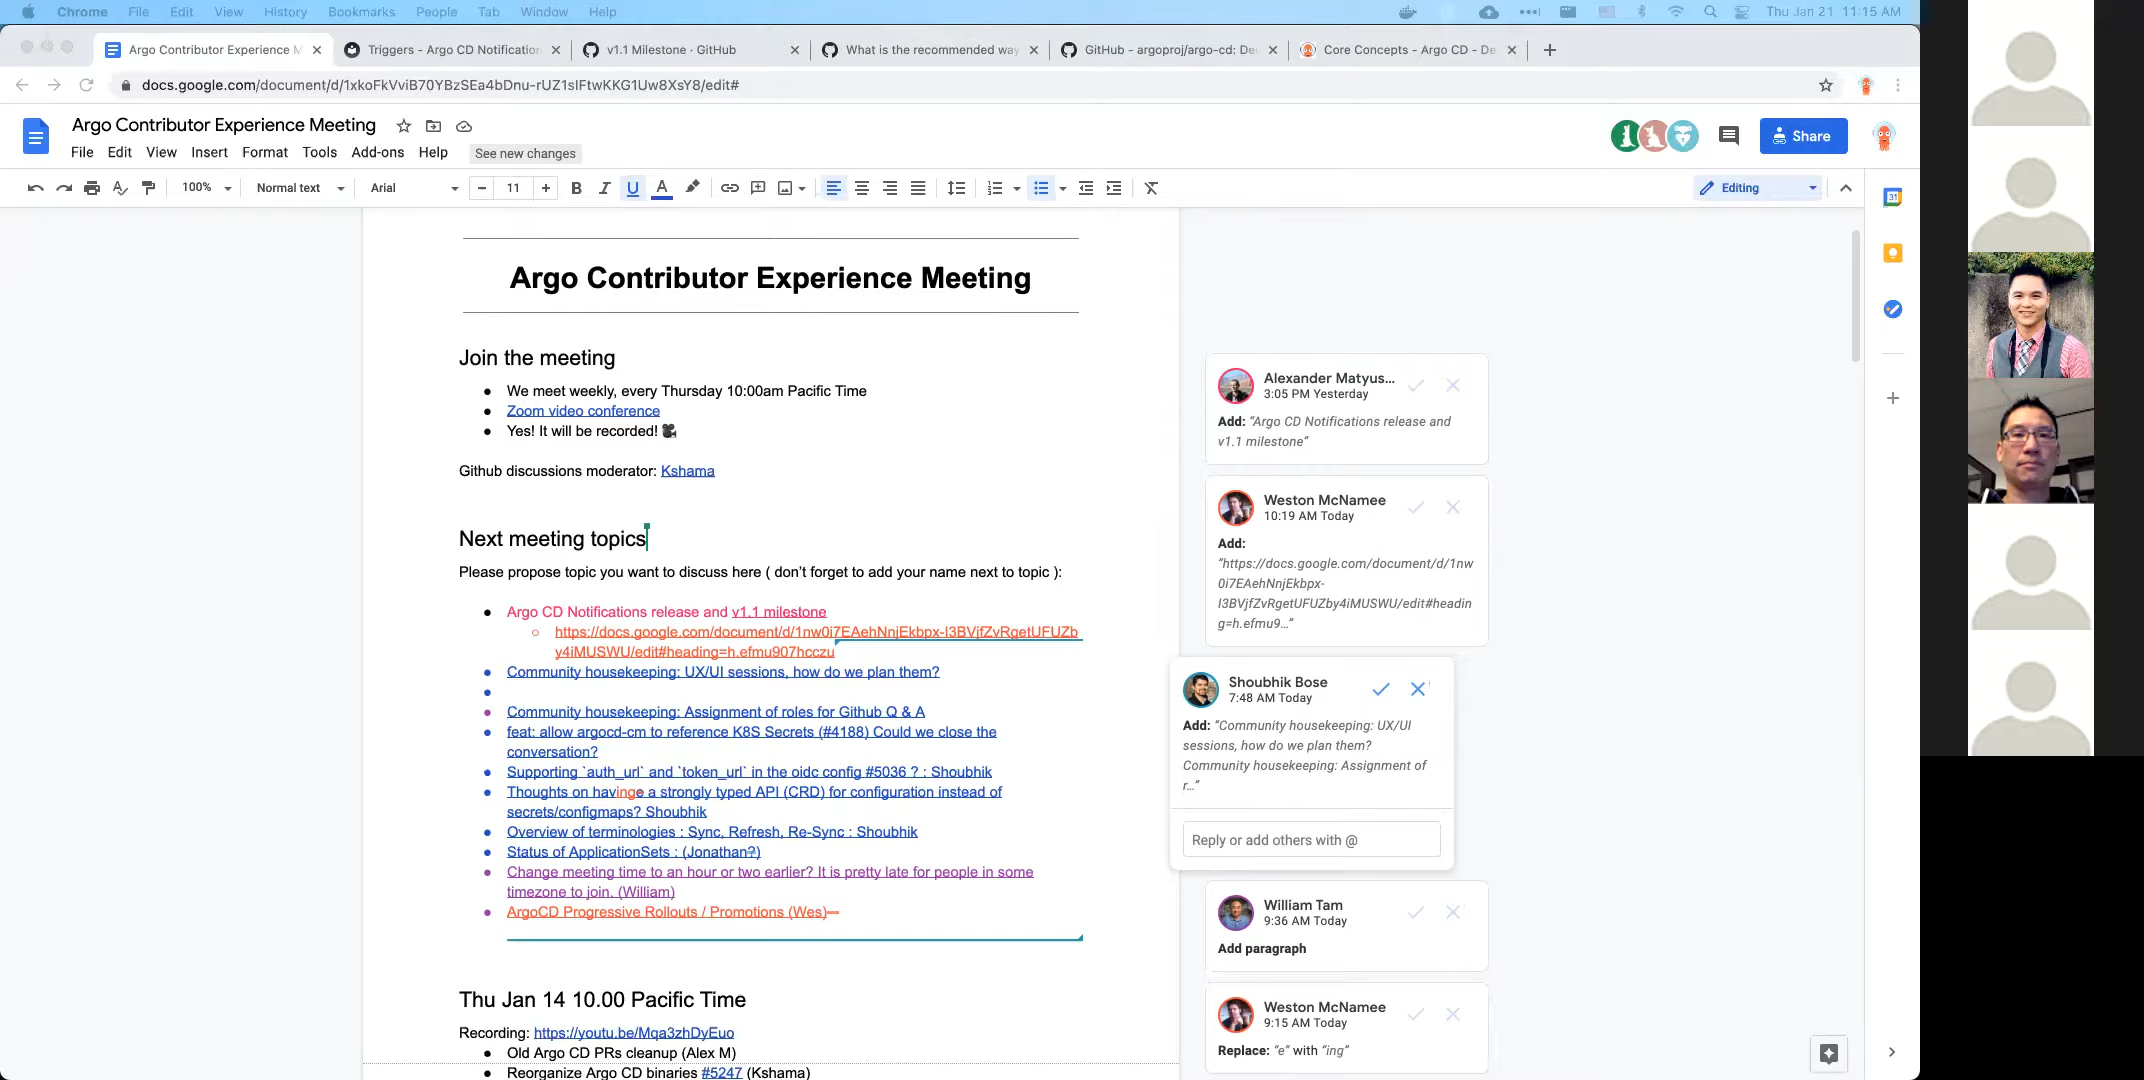 Chrome File Edit View History Bookmarks People Tab Window Help Thu Jan 21 11:15 AM
Argo Contributor Experience M Triggers - Argo CD Notification v1.1 Milestone · GitHub What is the recommended way GitHub - argoproj/argo-cd: De Core Concepts - Argo CD - De
docs.google.com/document/d/1xkoFkVviB70YBzSEa4bDnu-rUZ1sIFtwKKG1Uw8XsY8/edit#
Argo Contributor Experience Meeting
Share
File Edit View Insert Format Tools Add-ons Help See new changes
100% Normal text Arial 11 B I U A Editing
31
Argo Contributor Experience Meeting
Join the meeting
We meet weekly, every Thursday 10:00am Pacific Time
Zoom video conference
Yes! It will be recorded!
Github discussions moderator: Kshama
Next meeting topics
Please propose topic you want to discuss here ( don't forget to add your name next to topic ):
Argo CD Notifications release and v1.1 milestone
https://docs.google.com/document/d/1nw0i7EAehNnjEkbpx-I3BVjfZvRgetUFUZb
y4iMUSWU/edit#heading=h.efmu907hcczu
Community housekeeping: UX/UI sessions, how do we plan them?
Community housekeeping: Assignment of roles for Github Q & A
feat: allow argocd-cm to reference K8S Secrets (#4188) Could we close the
conversation?
Supporting `auth_url` and `token_url` in the oidc config #5036 ? : Shoubhik
Thoughts on havinge a strongly typed API (CRD) for configuration instead of
secrets/configmaps? Shoubhik
Overview of terminologies : Sync, Refresh, Re-Sync : Shoubhik
Status of ApplicationSets : (Jonathan?)
Change meeting time to an hour or two earlier? It is pretty late for people in some
timezone to join. (William)
ArgoCD Progressive Rollouts / Promotions (Wes)
Thu Jan 14 10.00 Pacific Time
Recording: https://youtu.be/Mqa3zhDyEuo
Old Argo CD PRs cleanup (Alex M)
Reorganize Argo CD binaries #5247 (Kshama)
Alexander Matyus...
3:05 PM Yesterday
Add: "Argo CD Notifications release and
v1.1 milestone"
Weston McNamee
10:19 AM Today
Add:
"https://docs.google.com/document/d/1nw
0i7EAehNnjEkbpx-
I3BVjfZvRgetUFUZby4iMUSWU/edit#headin
g=h.efmu9..."
Shoubhik Bose
7:48 AM Today
Add: "Community housekeeping: UX/UI
sessions, how do we plan them?
Community housekeeping: Assignment of
r..."
Reply or add others with @
William Tam
9:36 AM Today
Add paragraph
Weston McNamee
9:15 AM Today
Replace: "e" with "ing"